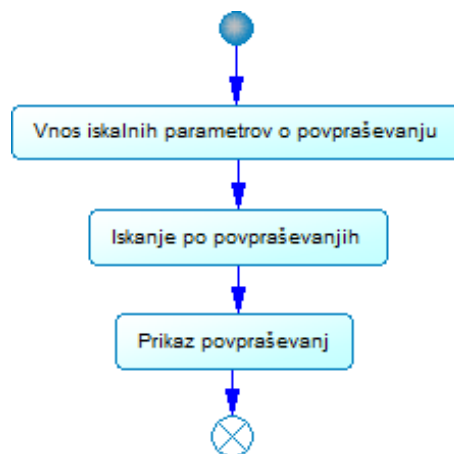 Vnos iskalnih parametrov o povpraševanju
Iskanje po povpraševanjih
Prikaz povpraševanj